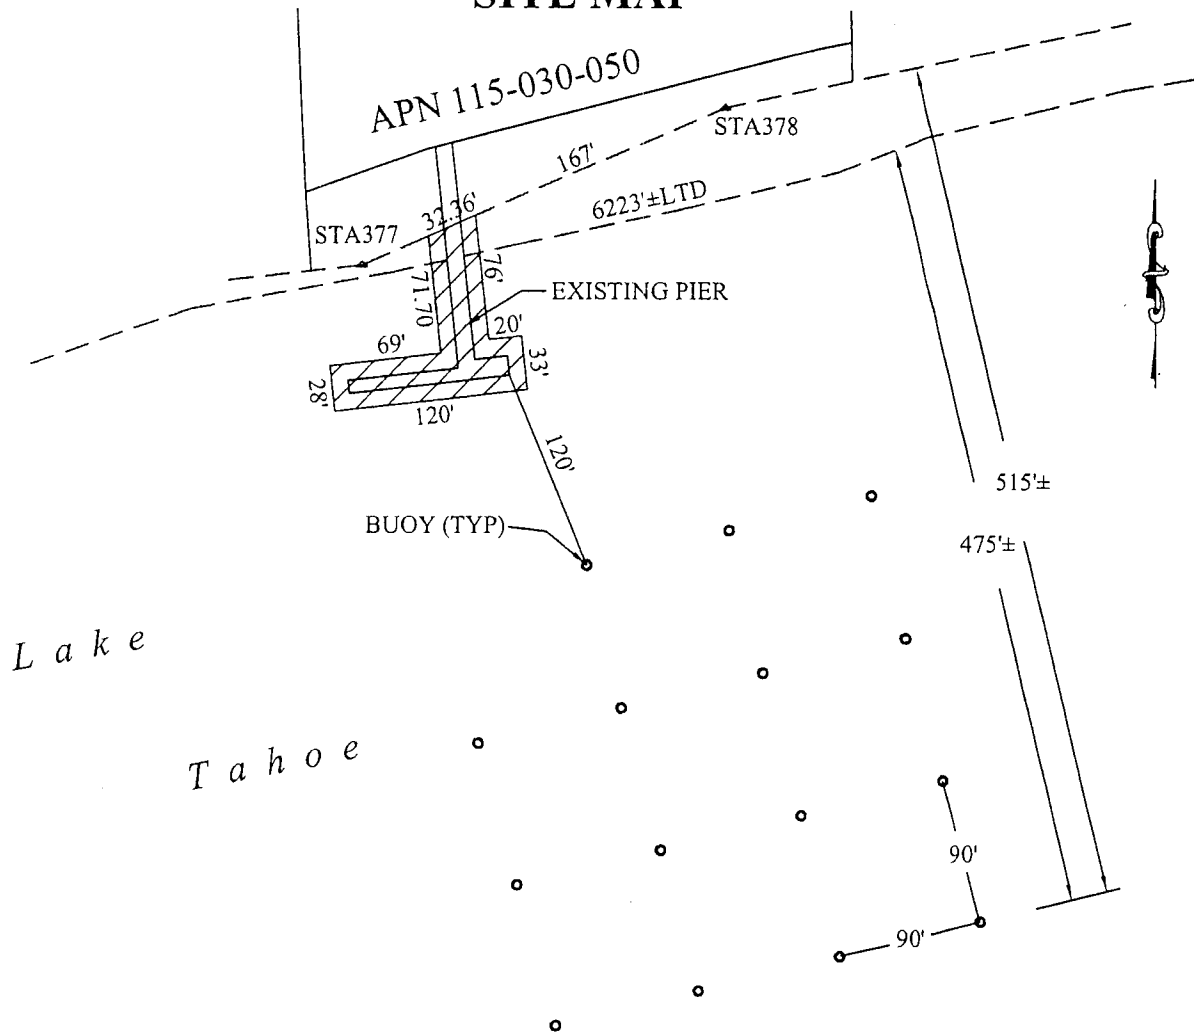 SITE MAP
APN 115-030-050
STA378
167'
6223'±LTD
32.36'
STA377
76'
71.70
EXISTING PIER
20'
69'
33'
28'
120'
120'
515'±
BUOY (TYP)
475'±
Lake
Tahoe
90'
90'